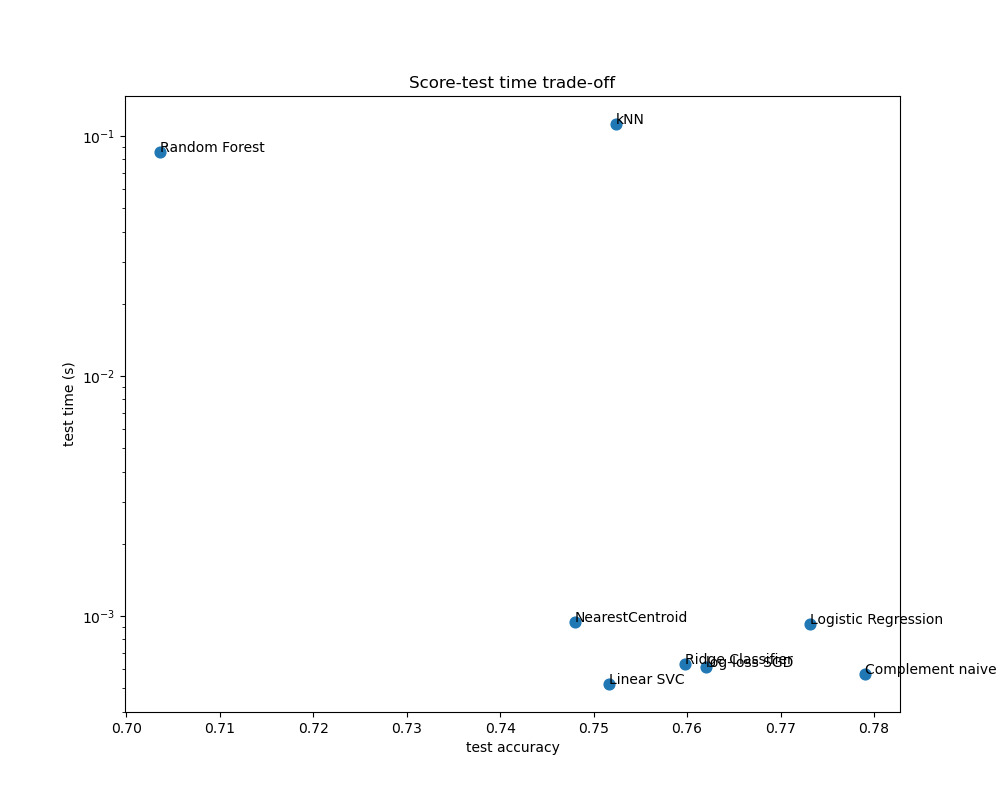 Score-test time trade-off
kNN
Random Forest
NearestCentroid
Logistic Regression
Ridge Classifier
log-loss SGD
Complement naive
Linear SVC
10⁻¹
10⁻²
10⁻³
test time (s)
0.70 0.71 0.72 0.73 0.74 0.75 0.76 0.77 0.78
test accuracy